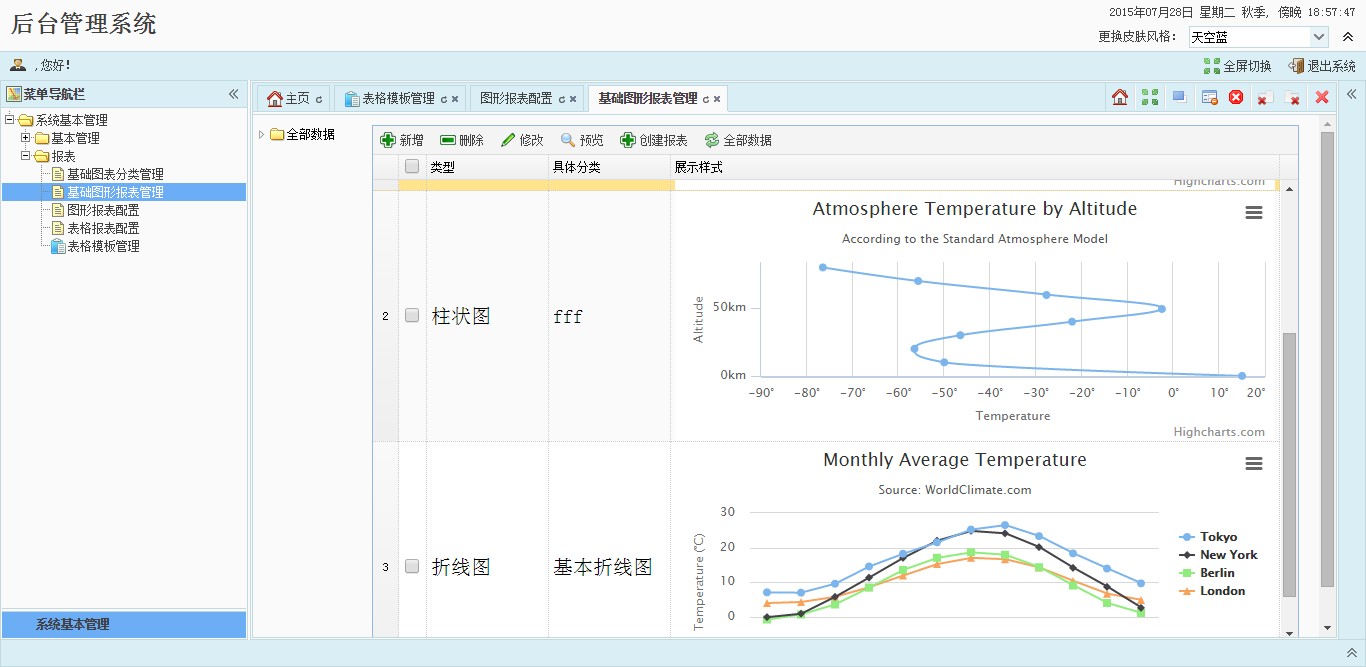 后台管理系统
2015年07月28日 星期二 秋季, 傍晚 18:57:47
更换皮肤风格: 天空蓝
,您好!
全屏切换 退出系统
菜单导航栏
系统基本管理
基本管理
报表
基础图表分类管理
基础图形报表管理
图形报表配置
表格报表配置
表格模板管理
系统基本管理
主页 表格模板管理 图形报表配置 基础图形报表管理
全部数据
新增 删除 修改 预览 创建报表 全部数据
类型 具体分类 展示样式
Highcharts.com
2 柱状图 fff
Atmosphere Temperature by Altitude
According to the Standard Atmosphere Model
Altitude
50km
0km
-90° -80° -70° -60° -50° -40° -30° -20° -10° 0° 10° 20°
Temperature
Highcharts.com
3 折线图 基本折线图
Monthly Average Temperature
Source: WorldClimate.com
Temperature (°C)
30
20
10
0
Tokyo
New York
Berlin
London